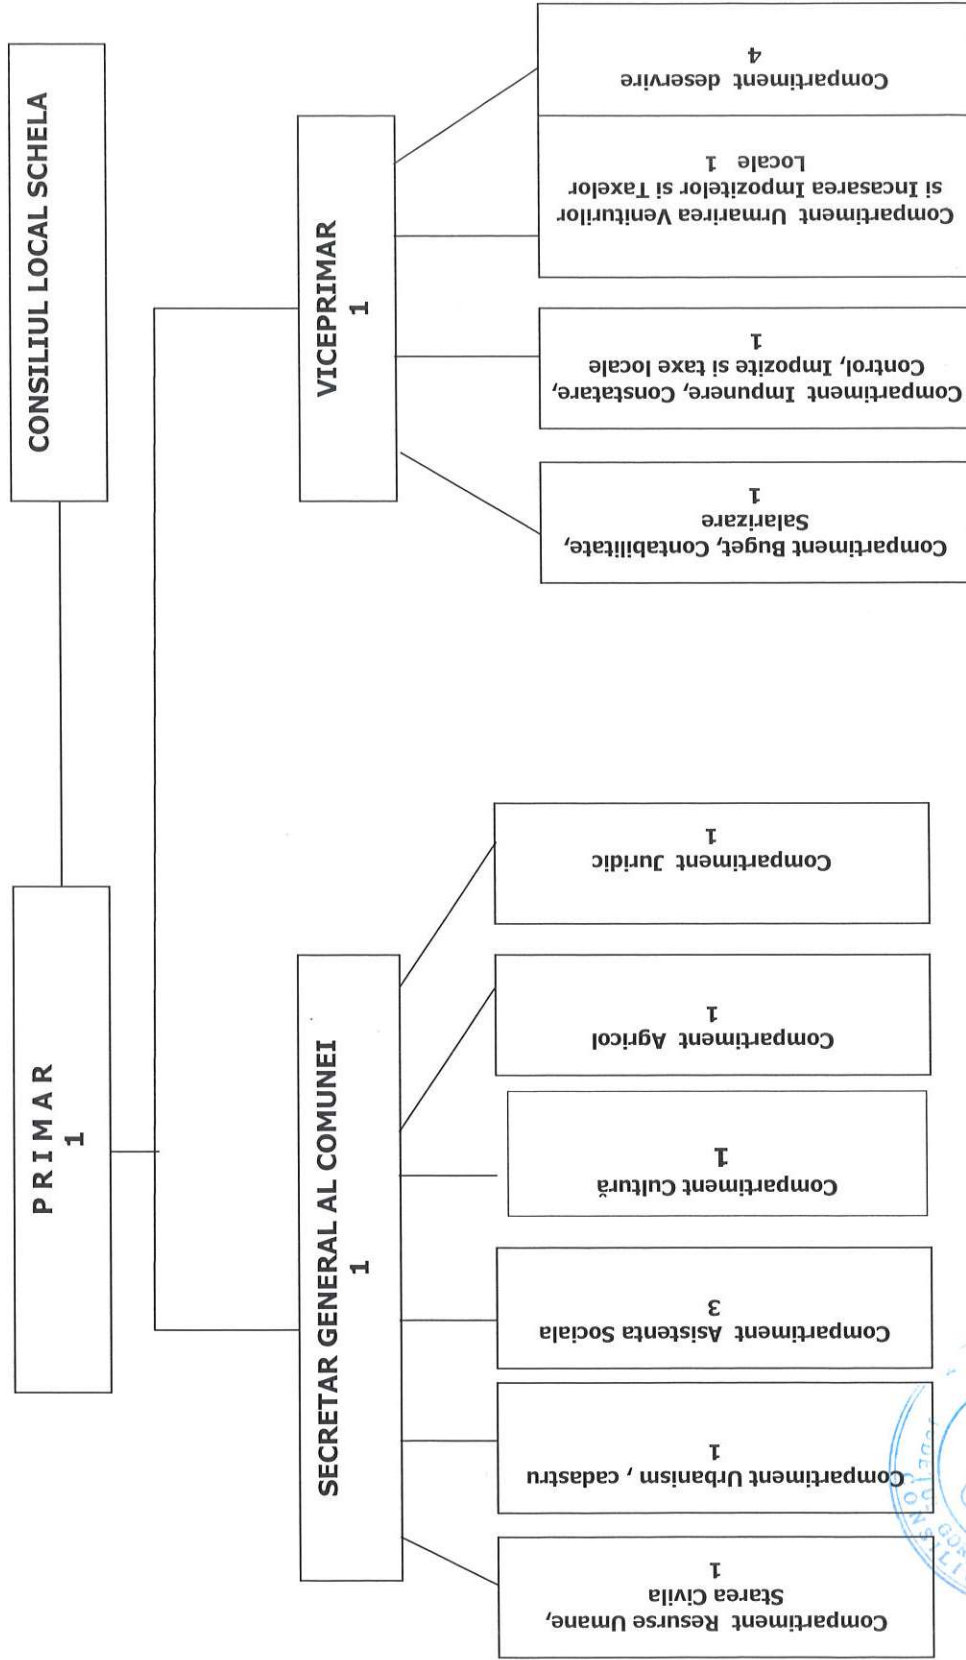 CONSILIUL LOCAL SCHELA
P R I M A R
1
SECRETAR GENERAL AL COMUNEI
1
VICEPRIMAR
1
Compartiment Resurse Umane,
Starea Civila
1
Compartiment Urbanism , cadastru
1
Compartiment Asistenta Sociala
3
Compartiment Cultură
1
Compartiment Agricol
1
Compartiment Juridic
1
Compartiment Buget, Contabilitate,
Salarizare
1
Compartiment Impunere, Constatare,
Control, Impozite si taxe locale
1
Compartiment Urmarirea Veniturilor
si Incasarea Impozitelor si Taxelor
Locale 1
Compartiment deservire
4